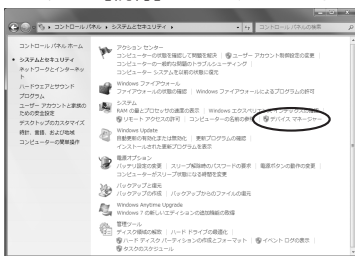 コントロール パネル ▸ システムとセキュリティ ▸
コントロール パネルの検索
コントロール パネル ホーム
システムとセキュリティ
ネットワークとインターネット
ハードウェアとサウンド
プログラム
ユーザー アカウントと家族のための安全設定
デスクトップのカスタマイズ
時計、言語、および地域
コンピューターの簡単操作
アクション センター
コンピューターの状態を確認して問題を解決 | ユーザー アカウント制御設定の変更 |
コンピューターの一般的な問題のトラブルシューティング |
コンピューター システムを以前の状態に復元
Windows ファイアウォール
ファイアウォールの状態の確認 | Windows ファイアウォールによるプログラムの許可
システム
RAM の量とプロセッサの速度の表示 | Windows エクスペリエンス インデックスの確認
リモート アクセスの許可 | コンピューターの名前の参照 | デバイス マネージャー
Windows Update
自動更新の有効化または無効化 | 更新プログラムの確認 |
インストールされた更新プログラムを表示
電源オプション
バッテリ設定の変更 | スリープ解除時のパスワードの要求 | 電源ボタンの動作の変更 |
コンピューターがスリープ状態になる時間を変更
バックアップと復元
バックアップの作成 | バックアップからのファイルの復元
Windows Anytime Upgrade
Windows 7 の新しいエディションの追加機能の取得
管理ツール
ディスク領域の解放 | ハード ドライブの最適化 |
ハード ディスク パーティションの作成とフォーマット | イベント ログの表示 |
タスクのスケジュール